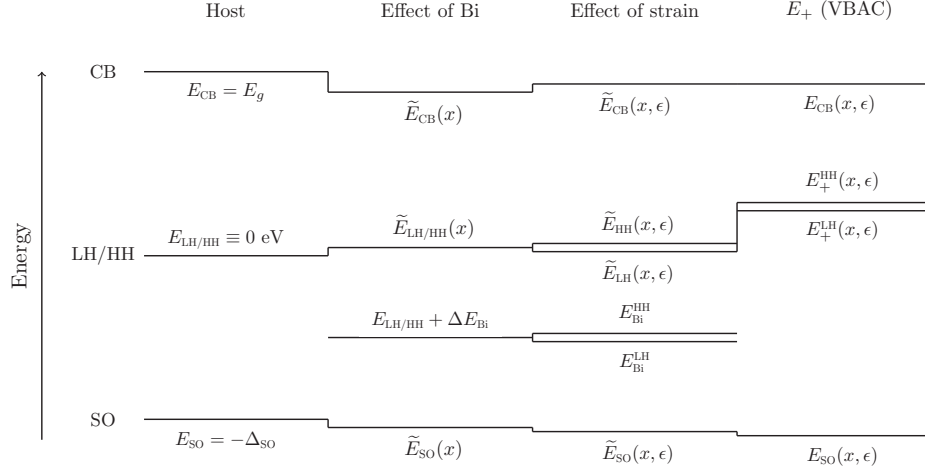 Host Effect of Bi Effect of strain E₊ (VBAC)
CB
E_CB = E_g
Ẽ_CB(x) Ẽ_CB(x, ϵ) E_CB(x, ϵ)
E₊^HH(x, ϵ)
E_LH/HH ≡ 0 eV Ẽ_LH/HH(x) Ẽ_HH(x, ϵ) E₊^LH(x, ϵ)
LH/HH
Ẽ_LH(x, ϵ)
Energy
E_LH/HH + ΔE_Bi E_Bi^HH
E_Bi^LH
SO
E_SO = −Δ_SO Ẽ_SO(x) Ẽ_SO(x, ϵ) E_SO(x, ϵ)